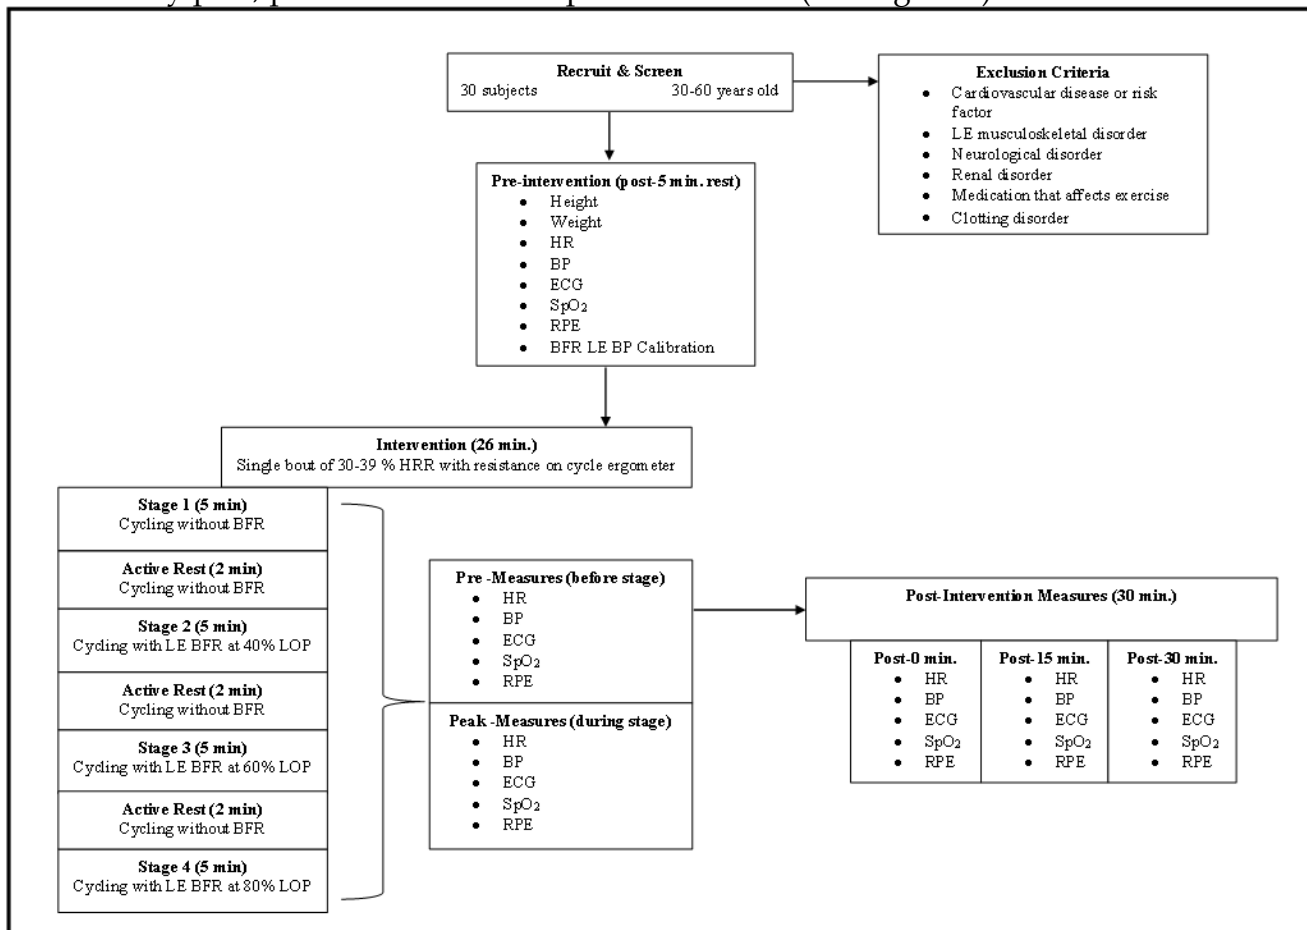 Recruit & Screen
30 subjects 30-60 years old
Exclusion Criteria
• Cardiovascular disease or risk
factor
• LE musculoskeletal disorder
• Neurological disorder
• Renal disorder
• Medication that affects exercise
• Clotting disorder
Pre-intervention (post-5 min. rest)
• Height
• Weight
• HR
• BP
• ECG
• SpO₂
• RPE
• BFR LE BP Calibration
Intervention (26 min.)
Single bout of 30-39 % HRR with resistance on cycle ergometer
Stage 1 (5 min)
Cycling without BFR
Active Rest (2 min)
Cycling without BFR
Stage 2 (5 min)
Cycling with LE BFR at 40% LOP
Active Rest (2 min)
Cycling without BFR
Stage 3 (5 min)
Cycling with LE BFR at 60% LOP
Active Rest (2 min)
Cycling without BFR
Stage 4 (5 min)
Cycling with LE BFR at 80% LOP
Pre -Measures (before stage)
• HR
• BP
• ECG
• SpO₂
• RPE
Peak -Measures (during stage)
• HR
• BP
• ECG
• SpO₂
• RPE
Post-Intervention Measures (30 min.)
Post-0 min.
• HR
• BP
• ECG
• SpO₂
• RPE
Post-15 min.
• HR
• BP
• ECG
• SpO₂
• RPE
Post-30 min.
• HR
• BP
• ECG
• SpO₂
• RPE